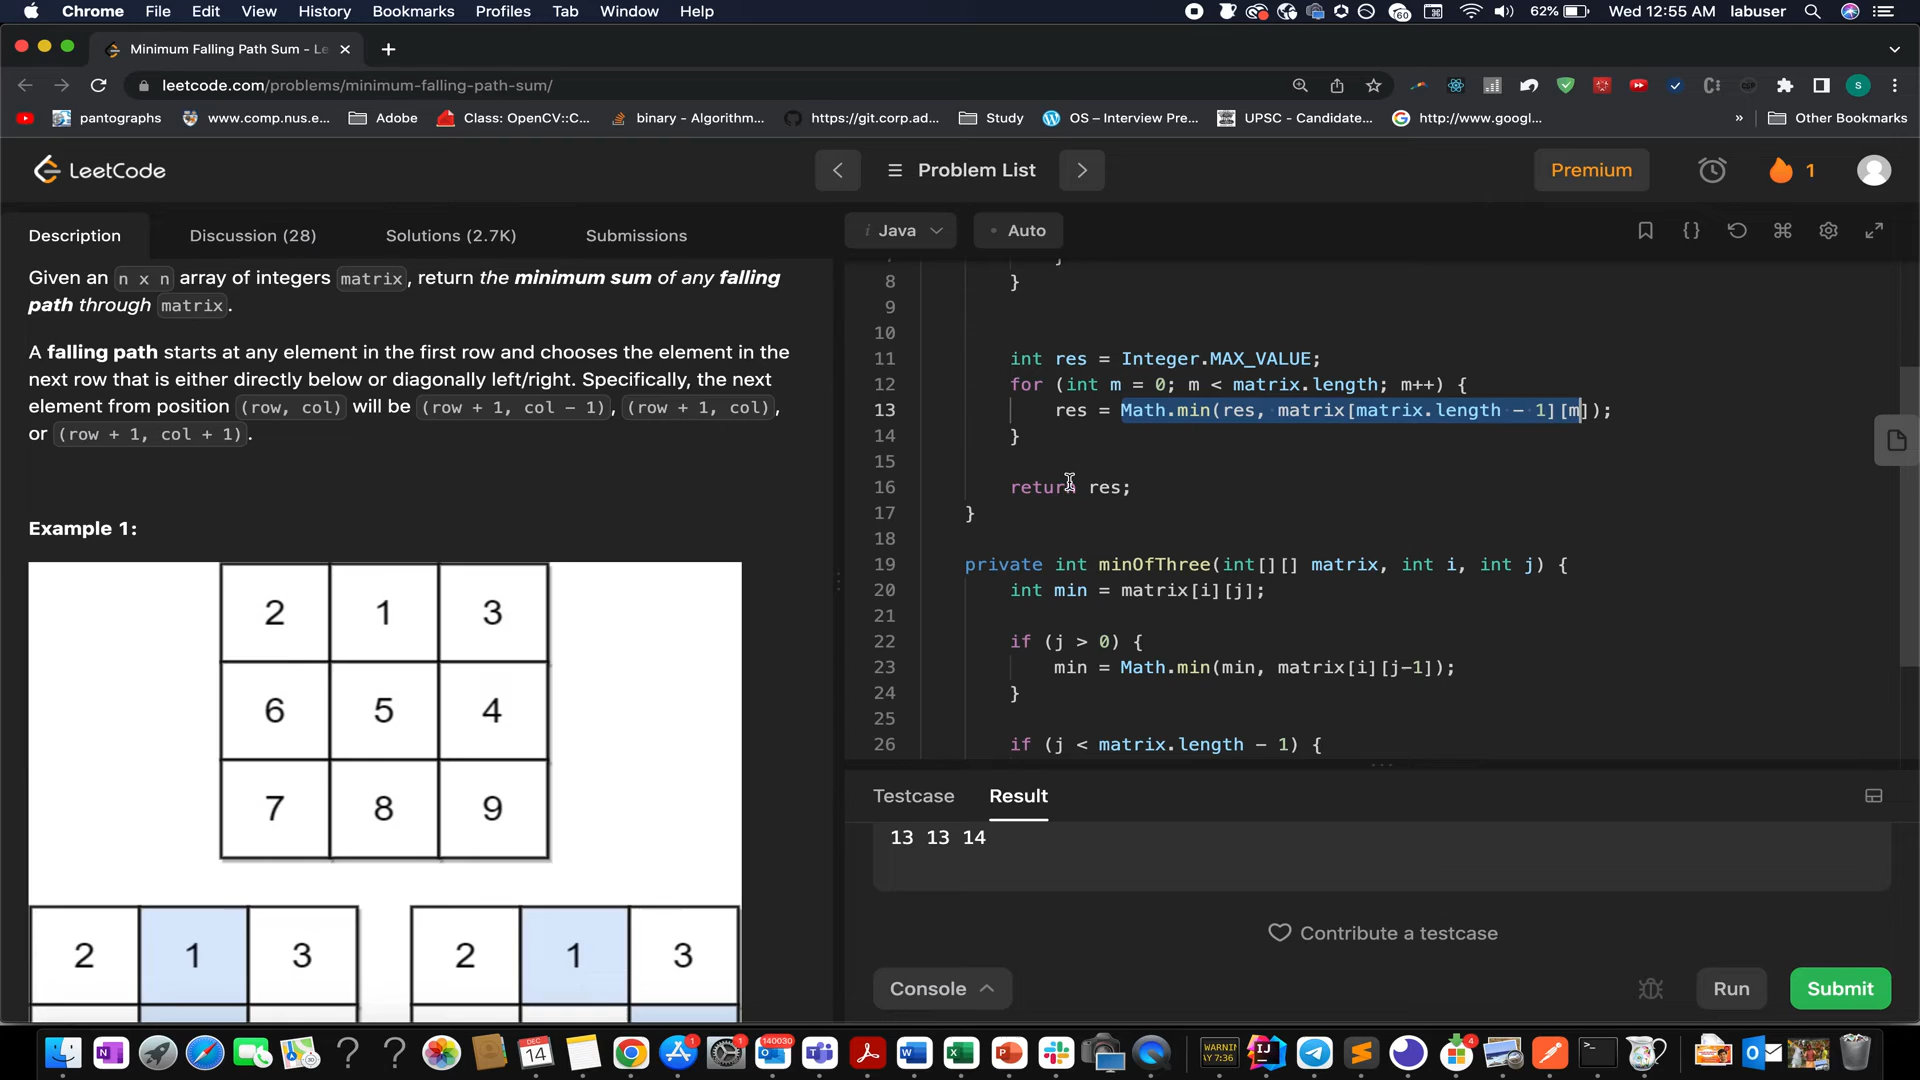 Chrome File Edit View History Bookmarks Profiles Tab Window Help
60 62% Wed 12:55 AM labuser
Minimum Falling Path Sum - Le
leetcode.com/problems/minimum-falling-path-sum/
S
pantographs www.comp.nus.e... Adobe Class: OpenCV::C... binary - Algorithm... https://git.corp.ad... Study OS – Interview Pre... UPSC - Candidate... http://www.googl... » Other Bookmarks
LeetCode
Problem List
Premium
1
Description Discussion (28) Solutions (2.7K) Submissions
i Java • Auto
Given an n x n array of integers matrix, return the minimum sum of any falling
path through matrix.
A falling path starts at any element in the first row and chooses the element in the
next row that is either directly below or diagonally left/right. Specifically, the next
element from position (row, col) will be (row + 1, col - 1), (row + 1, col),
or (row + 1, col + 1).
Example 1:
2 1 3
6 5 4
7 8 9
2 1 3 2 1 3
8 }
9
10
11 int res = Integer.MAX_VALUE;
12 for (int m = 0; m < matrix.length; m++) {
13 res = Math.min(res, matrix[matrix.length - 1][m]);
14 }
15
16 return res;
17 }
18
19 private int minOfThree(int[][] matrix, int i, int j) {
20 int min = matrix[i][j];
21
22 if (j > 0) {
23 min = Math.min(min, matrix[i][j-1]);
24 }
25
26 if (j < matrix.length - 1) {
Testcase Result
13 13 14
Contribute a testcase
Console
Run
Submit
DEC 14 1 140030 4
WARNIN
AY 7:36